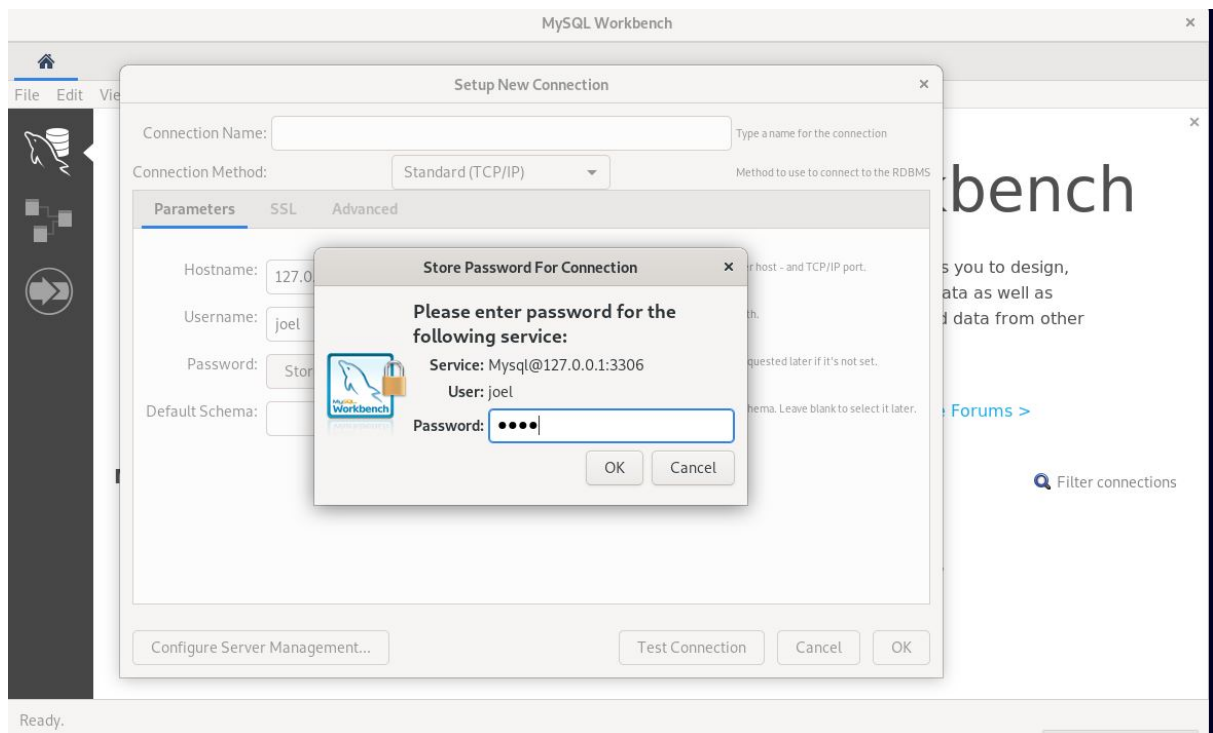 MySQL Workbench
File Edit Vie
Setup New Connection
Connection Name:
Type a name for the connection
Connection Method:
Standard (TCP/IP)
Method to use to connect to the RDBMS
Parameters SSL Advanced
Hostname: 127.0
r host - and TCP/IP port.
Username: joel
th.
Password: Stor
quested later if it's not set.
Default Schema:
hema. Leave blank to select it later.
Store Password For Connection
Please enter password for the
following service:
Service: Mysql@127.0.0.1:3306
User: joel
Password: ●●●●
MySQL
Workbench
OK Cancel
bench
s you to design,
ata as well as
d data from other
Forums >
Filter connections
Configure Server Management...
Test Connection Cancel OK
Ready.